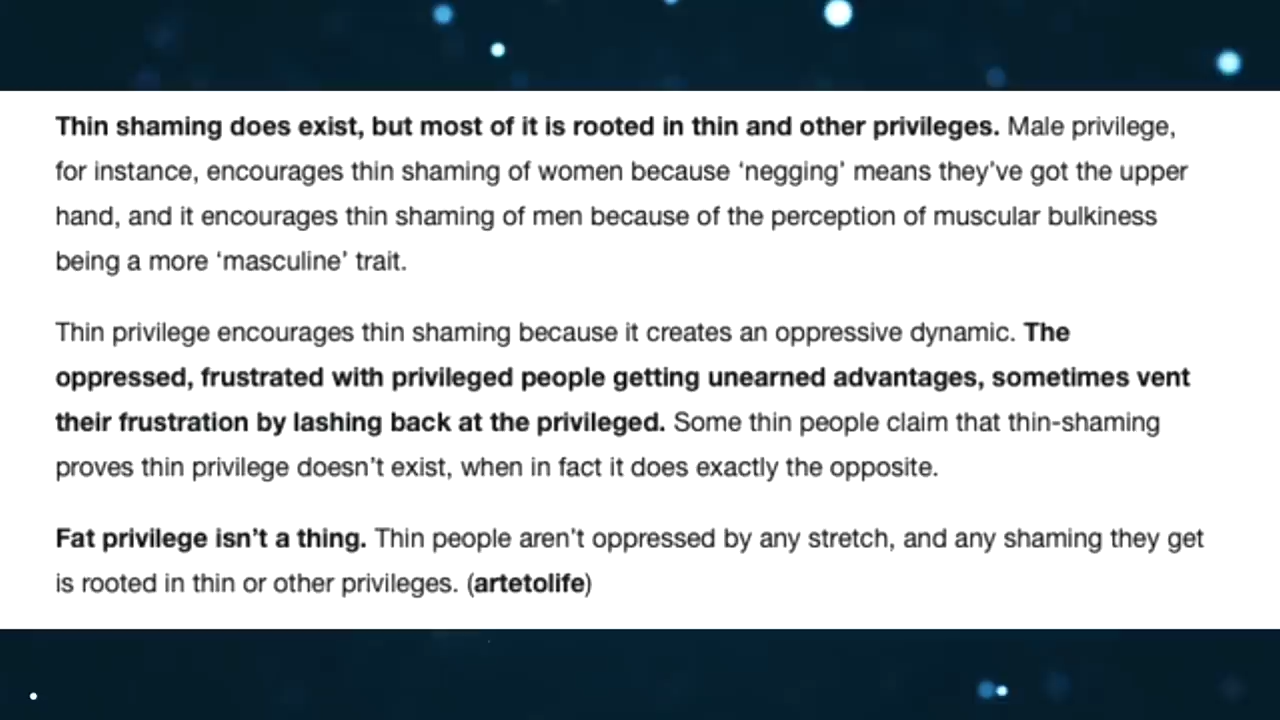 Thin shaming does exist, but most of it is rooted in thin and other privileges. Male privilege,
for instance, encourages thin shaming of women because ‘negging’ means they’ve got the upper
hand, and it encourages thin shaming of men because of the perception of muscular bulkiness
being a more ‘masculine’ trait.
Thin privilege encourages thin shaming because it creates an oppressive dynamic. The
oppressed, frustrated with privileged people getting unearned advantages, sometimes vent
their frustration by lashing back at the privileged. Some thin people claim that thin-shaming
proves thin privilege doesn’t exist, when in fact it does exactly the opposite.
Fat privilege isn’t a thing. Thin people aren’t oppressed by any stretch, and any shaming they get
is rooted in thin or other privileges. (artetolife)